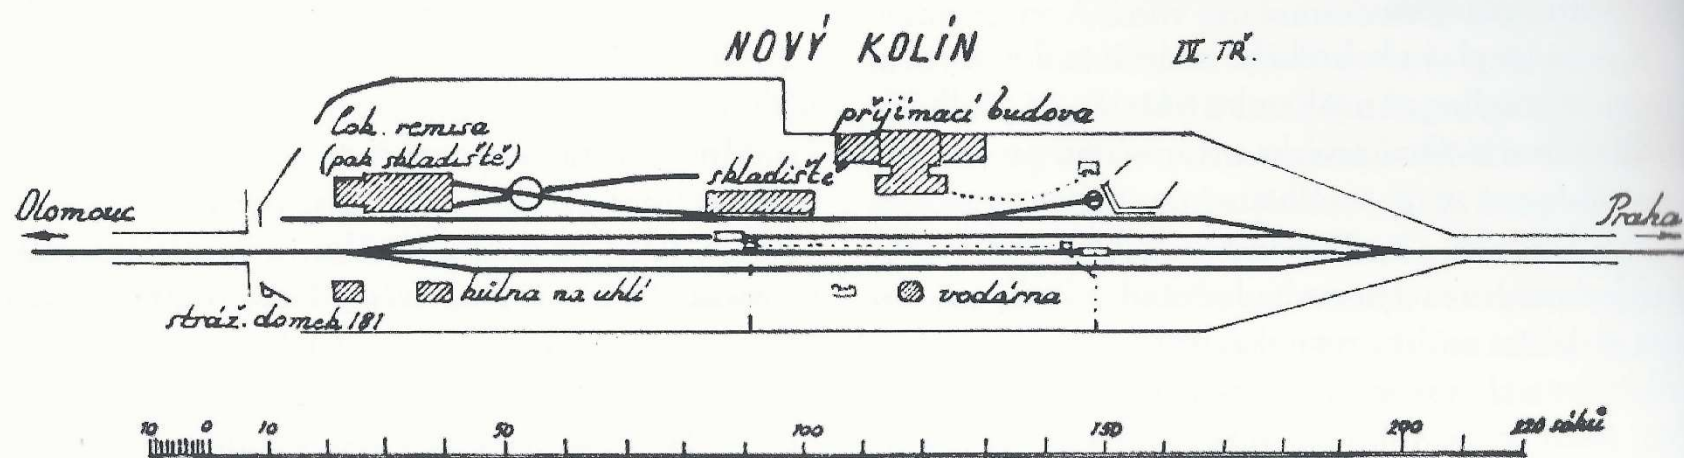 NOVÝ KOLÍN
IV TŘ.
Lok. remisa
(pak skladiště)
přijímací budova
skladiště
Olomouc
Praha
kůlna na uhlí
vodárna
stráž. domek 181
10 0 10 50 100 150 200 220 sáhů